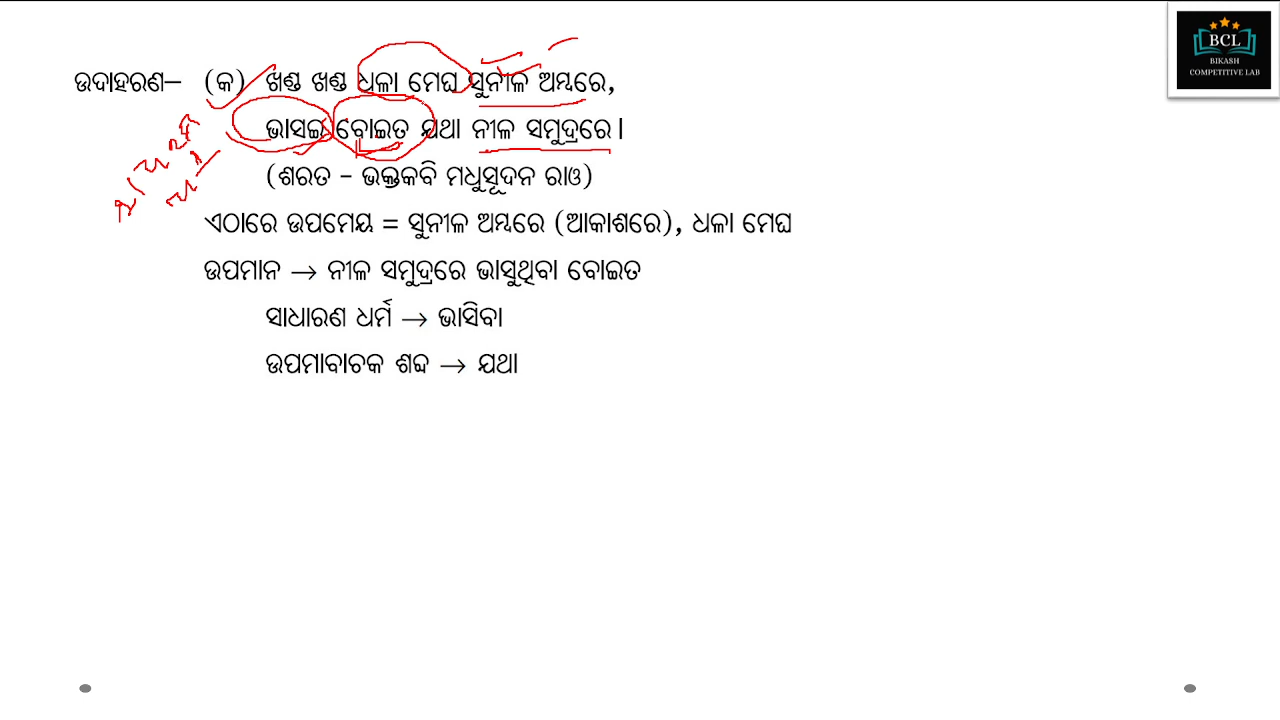 BCL
BIKASH
COMPETITIVE LAB
ଉଦାହରଣ– (କ) ଖଣ୍ଡ ଖଣ୍ଡ ଧଳା ମେଘ ସୁନୀଳ ଅମ୍ବରେ,
ଭାସଇ ବୋଇତ ଯଥା ନୀଳ ସମୁଦ୍ରରେ।
(ଶରତ – ଭକ୍ତକବି ମଧୁସୂଦନ ରାଓ)
ଏଠାରେ ଉପମେୟ = ସୁନୀଳ ଅମ୍ବରେ (ଆକାଶରେ), ଧଳା ମେଘ
ଉପମାନ → ନୀଳ ସମୁଦ୍ରରେ ଭାସୁଥିବା ବୋଇତ
ସାଧାରଣ ଧର୍ମ → ଭାସିବା
ଉପମାବାଚକ ଶବ୍ଦ → ଯଥା